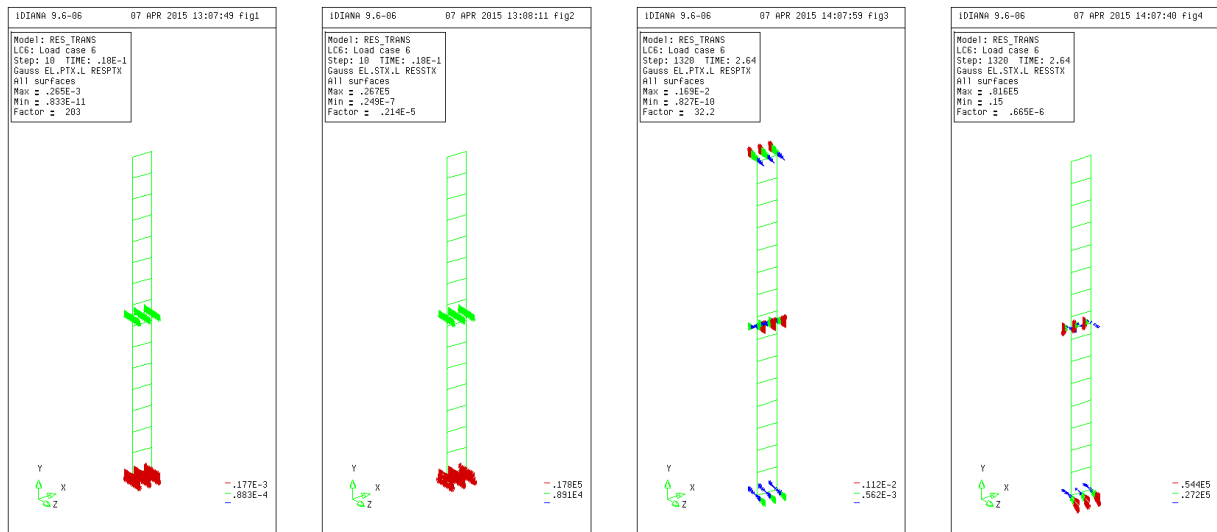 iDIANA 9.6-06 07 APR 2015 13:07:49 fig1
Model: RES_TRANS
LC6: Load case 6
Step: 10 TIME: .18E-1
Gauss EL.PTX.L RESPTX
All surfaces
Max = .265E-3
Min = .833E-11
Factor = 203
Y
X
Z
.177E-3
.883E-4
iDIANA 9.6-06 07 APR 2015 13:08:11 fig2
Model: RES_TRANS
LC6: Load case 6
Step: 10 TIME: .18E-1
Gauss EL.STX.L RESSTX
All surfaces
Max = .267E5
Min = .249E-7
Factor = .214E-5
Y
X
Z
.178E5
.891E4
iDIANA 9.6-06 07 APR 2015 14:07:59 fig3
Model: RES_TRANS
LC6: Load case 6
Step: 1320 TIME: 2.64
Gauss EL.PTX.L RESPTX
All surfaces
Max = .169E-2
Min = .827E-10
Factor = 32.2
Y
X
Z
.112E-2
.562E-3
iDIANA 9.6-06 07 APR 2015 14:07:40 fig4
Model: RES_TRANS
LC6: Load case 6
Step: 1320 TIME: 2.64
Gauss EL.STX.L RESSTX
All surfaces
Max = .816E5
Min = .15
Factor = .665E-6
Y
X
Z
.544E5
.272E5